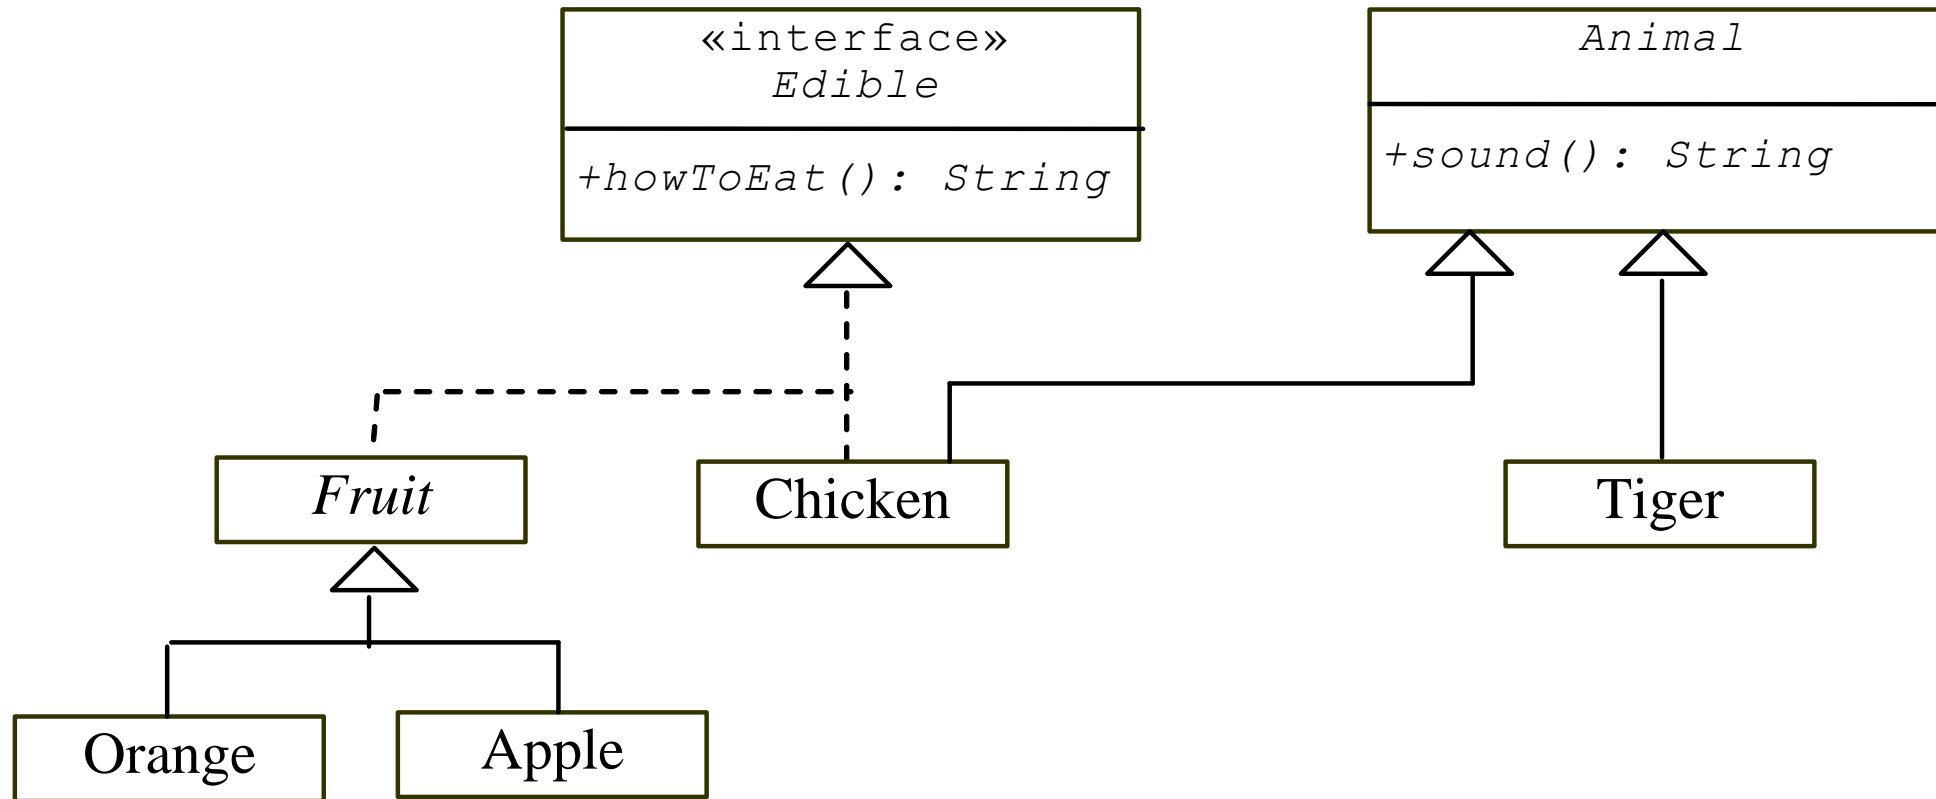 «interface»
Edible
+howToEat(): String
Animal
+sound(): String
Fruit
Chicken
Tiger
Orange
Apple